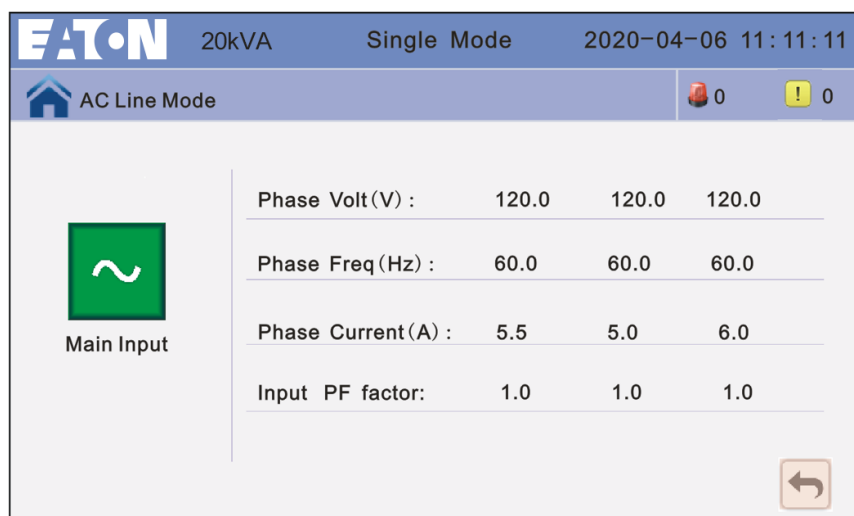 EATON 20kVA Single Mode 2020-04-06 11:11:11
AC Line Mode 0 ! 0
Phase Volt(V): 120.0 120.0 120.0
Phase Freq(Hz): 60.0 60.0 60.0
Phase Current(A): 5.5 5.0 6.0
Main Input
Input PF factor: 1.0 1.0 1.0